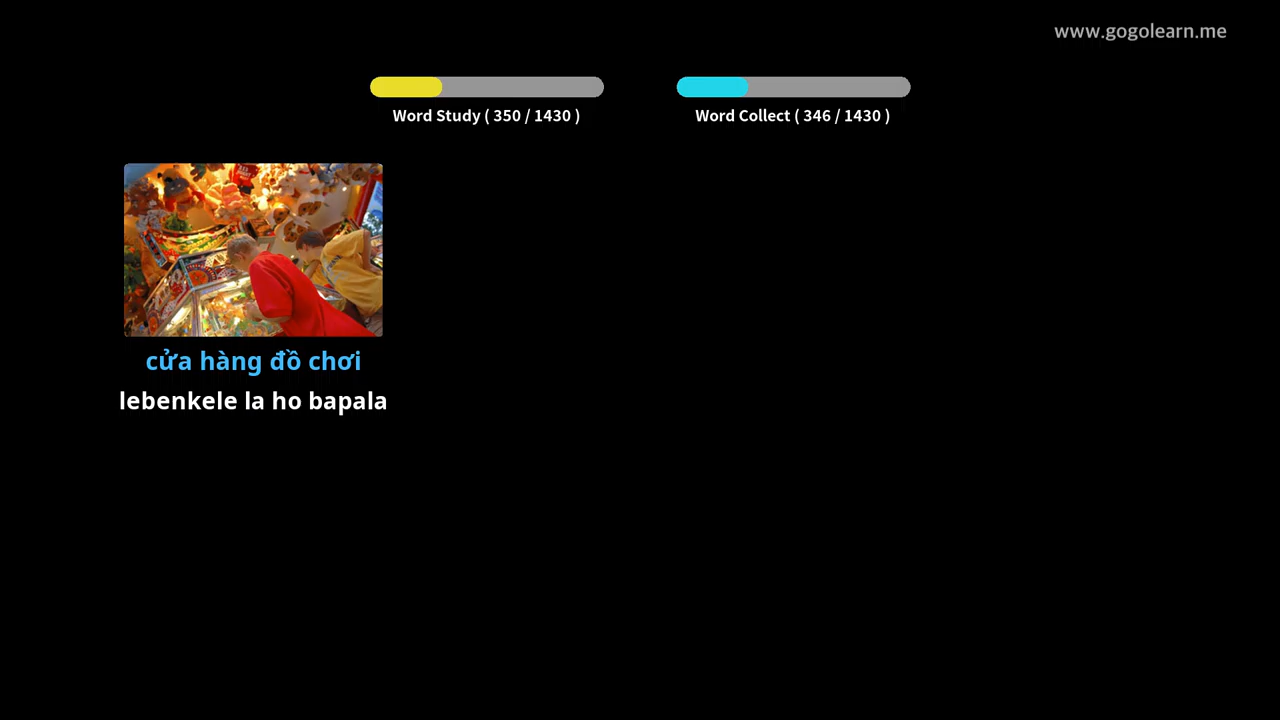 www.gogolearn.me
Word Study ( 350 / 1430 )
Word Collect ( 346 / 1430 )
cửa hàng đồ chơi
lebenkele la ho bapala